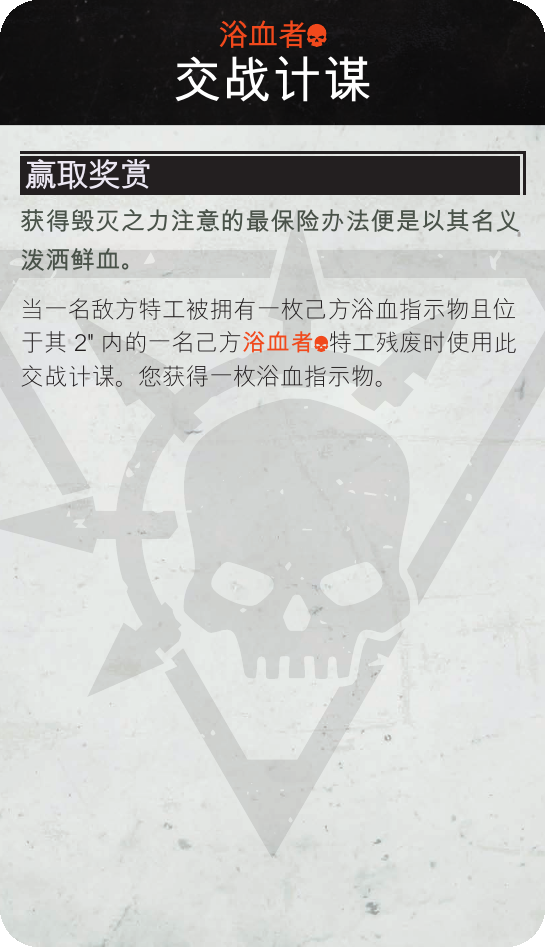 浴血者
交战计谋
赢取奖赏
获得毁灭之力注意的最保险办法便是以其名义
泼洒鲜血。
当一名敌方特工被拥有一枚己方浴血指示物且位
于其 2" 内的一名己方浴血者特工残废时使用此
交战计谋。您获得一枚浴血指示物。